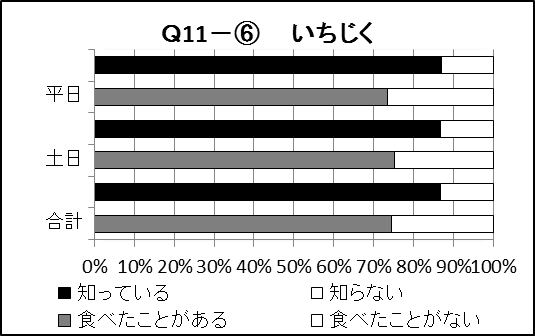 Q11－⑥　いちじく
平日
土日
合計
0% 10% 20% 30% 40% 50% 60% 70% 80% 90% 100%
知っている 知らない
食べたことがある 食べたことがない